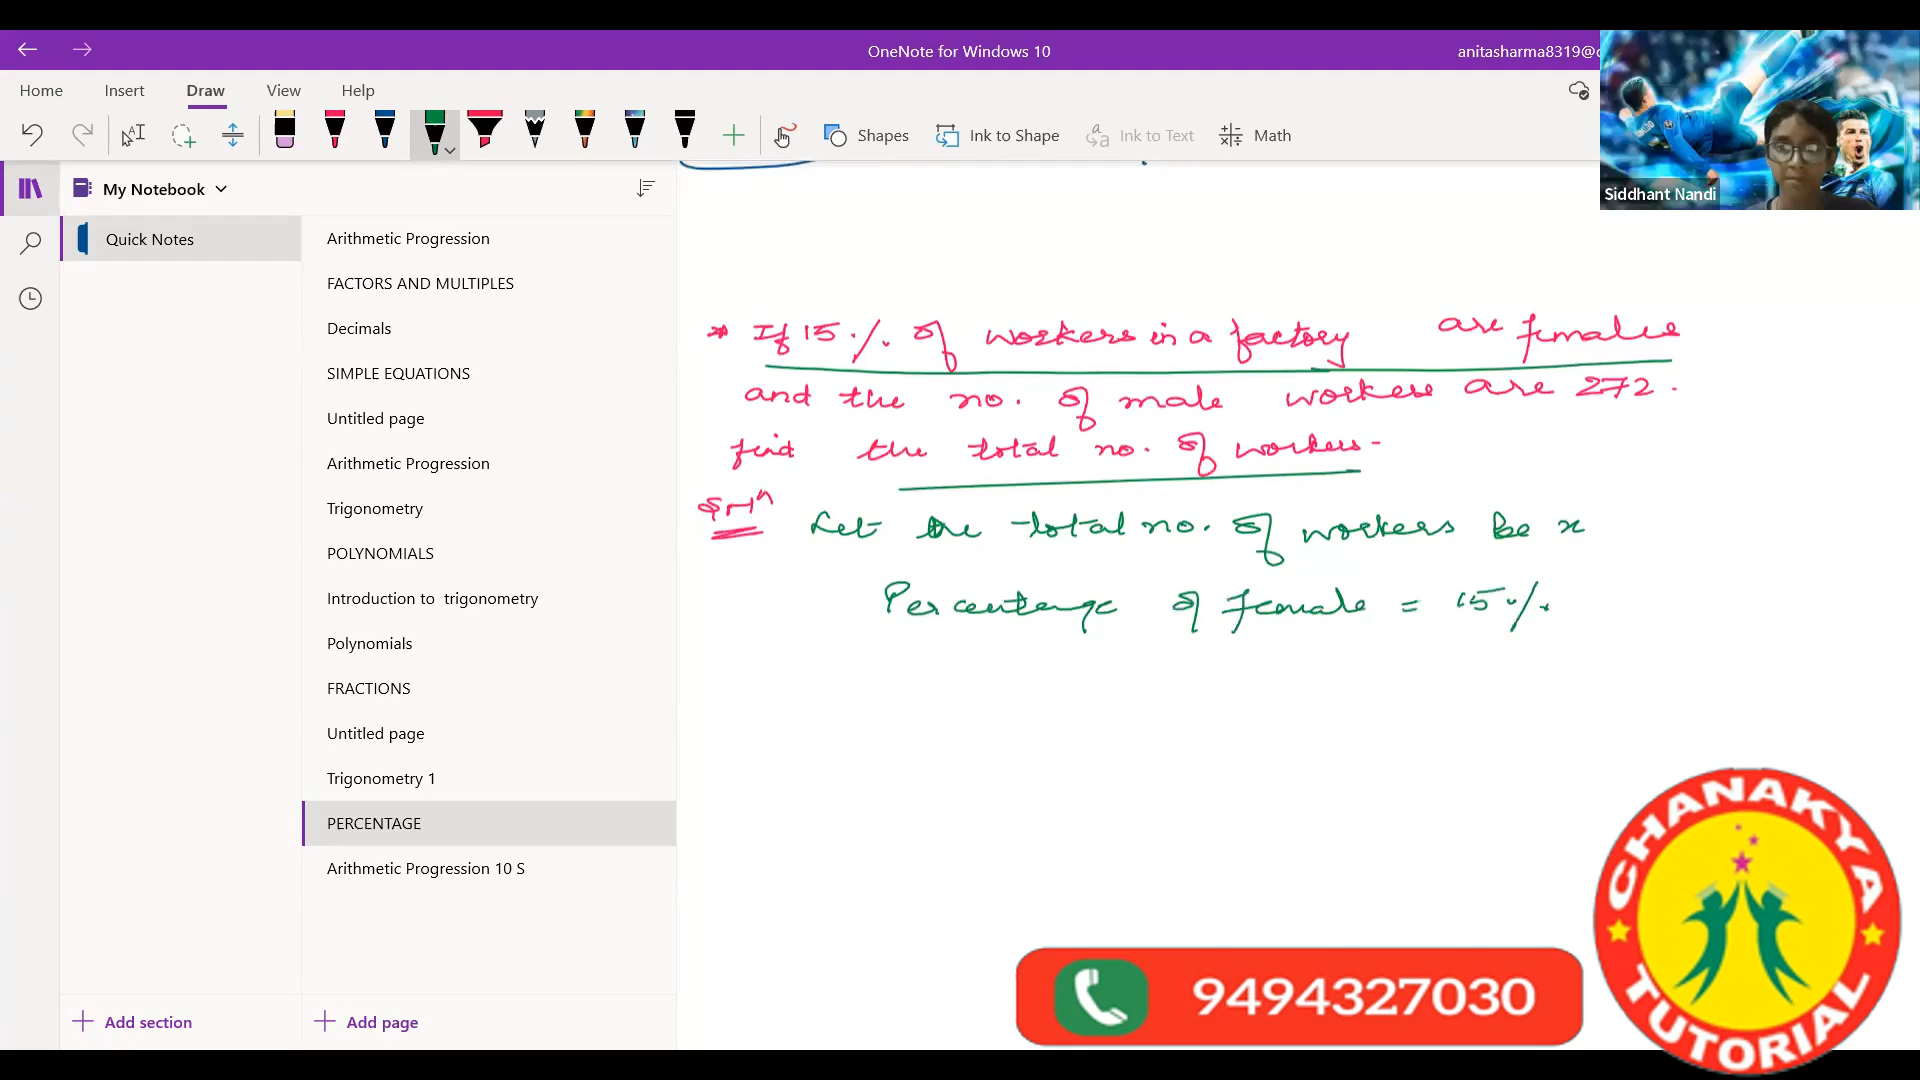 OneNote for Windows 10
anitasharma8319@
Home Insert Draw View Help
Shapes Ink to Shape Ink to Text Math
Siddhant Nandi
My Notebook
Quick Notes
Arithmetic Progression
FACTORS AND MULTIPLES
Decimals
SIMPLE EQUATIONS
Untitled page
Arithmetic Progression
Trigonometry
POLYNOMIALS
Introduction to trigonometry
Polynomials
FRACTIONS
Untitled page
Trigonometry 1
PERCENTAGE
Arithmetic Progression 10 S
Add section
Add page
* If 15 % of workers in a factory are females
and the no. of male workers are 272.
find the total no. of workers.
Sol^n Let the total no. of workers be x
Percentage of female = 15 %
9494327030
CHANAKYA
TUTORIAL